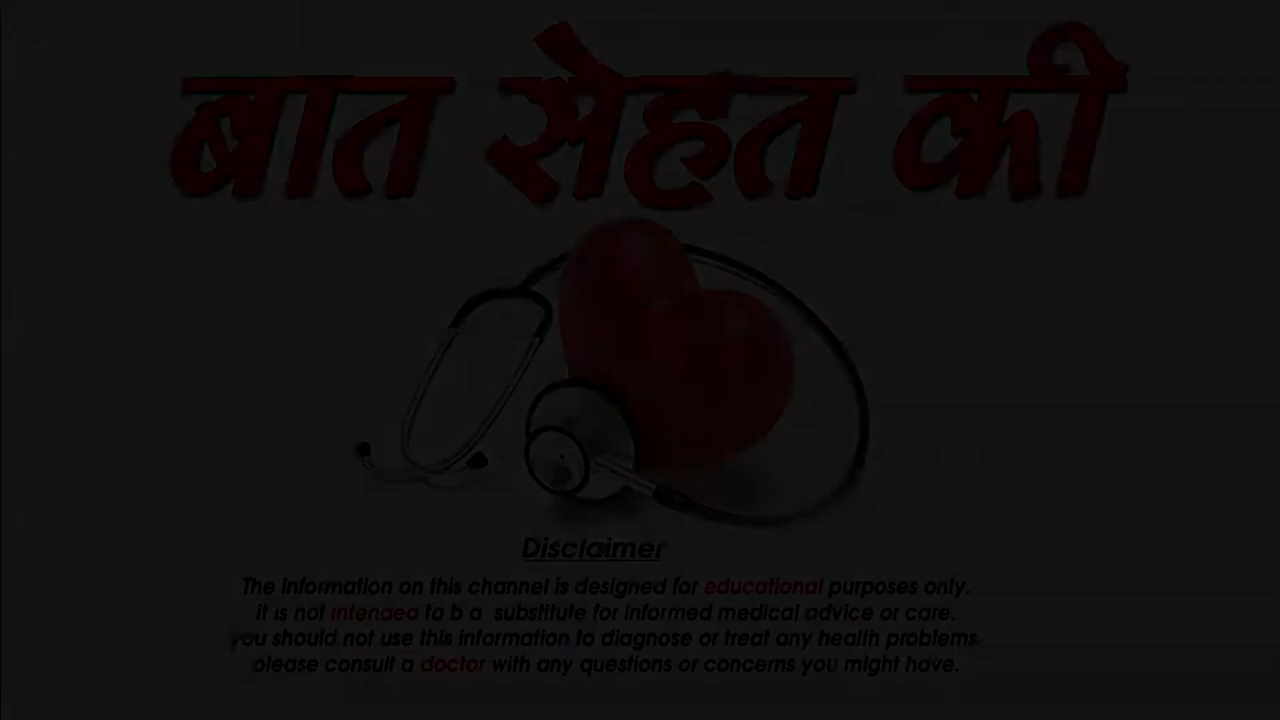 बात सेहत की
Disclaimer
The information on this channel is designed for educational purposes only.
it is not intended to b a substitute for informed medical advice or care.
you should not use this information to diagnose or treat any health problems
please consult a doctor with any questions or concerns you might have.